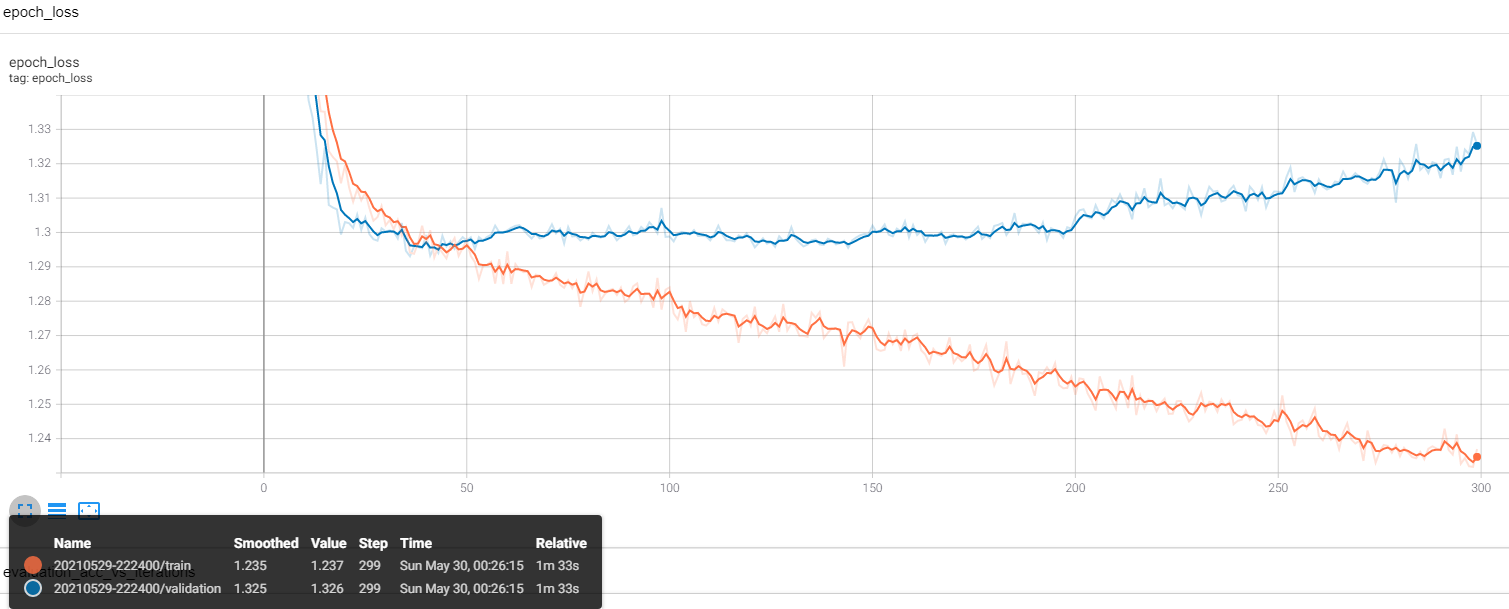 epoch_loss
epoch_loss
tag: epoch_loss
1.33
1.32
1.31
1.3
1.29
1.28
1.27
1.26
1.25
1.24
0 50 100 150 200 250 300
Name Smoothed Value Step Time Relative
20210529-222400/train 1.235 1.237 299 Sun May 30, 00:26:15 1m 33s
evaluation_acc_vs_iterations
20210529-222400/validation 1.325 1.326 299 Sun May 30, 00:26:15 1m 33s